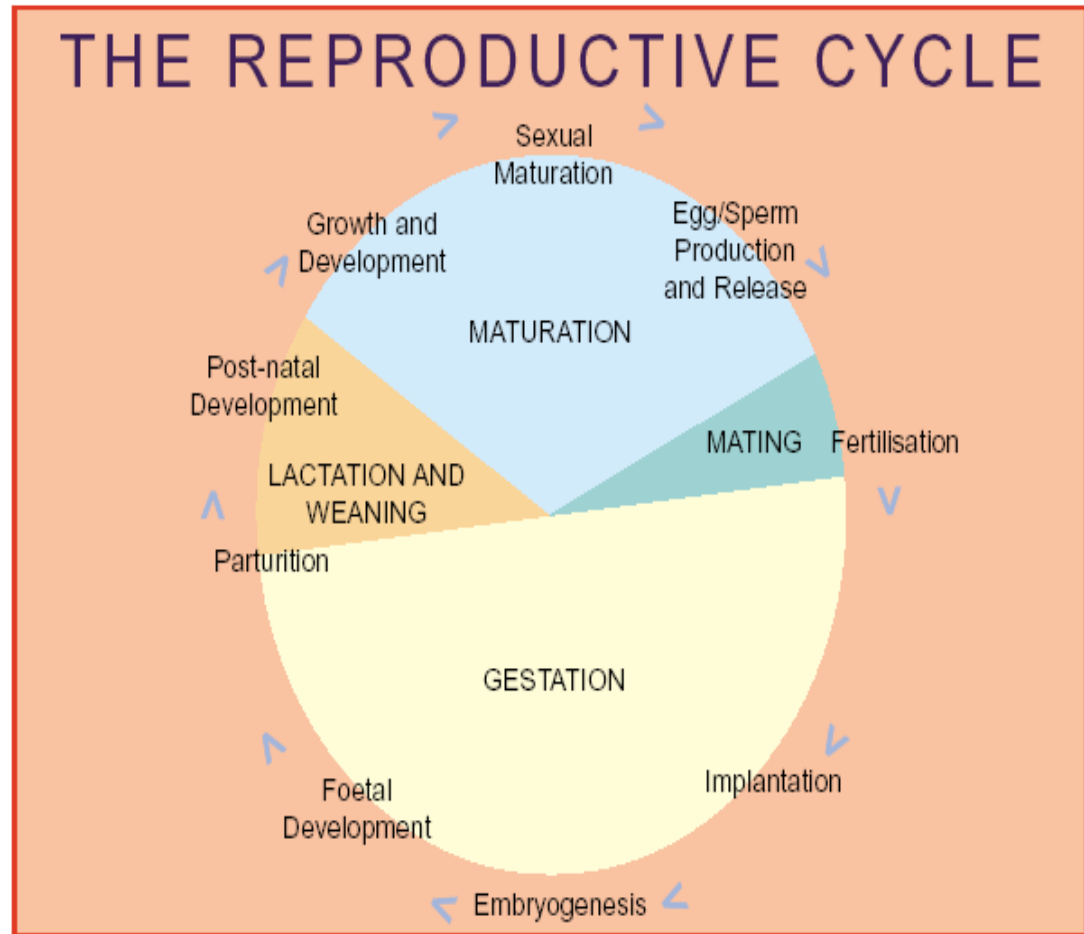 THE REPRODUCTIVE CYCLE
Sexual
Maturation
Egg/Sperm
Production
and Release
Growth and
Development
MATURATION
Post-natal
Development
MATING
Fertilisation
LACTATION AND
WEANING
Parturition
GESTATION
Implantation
Foetal
Development
Embryogenesis